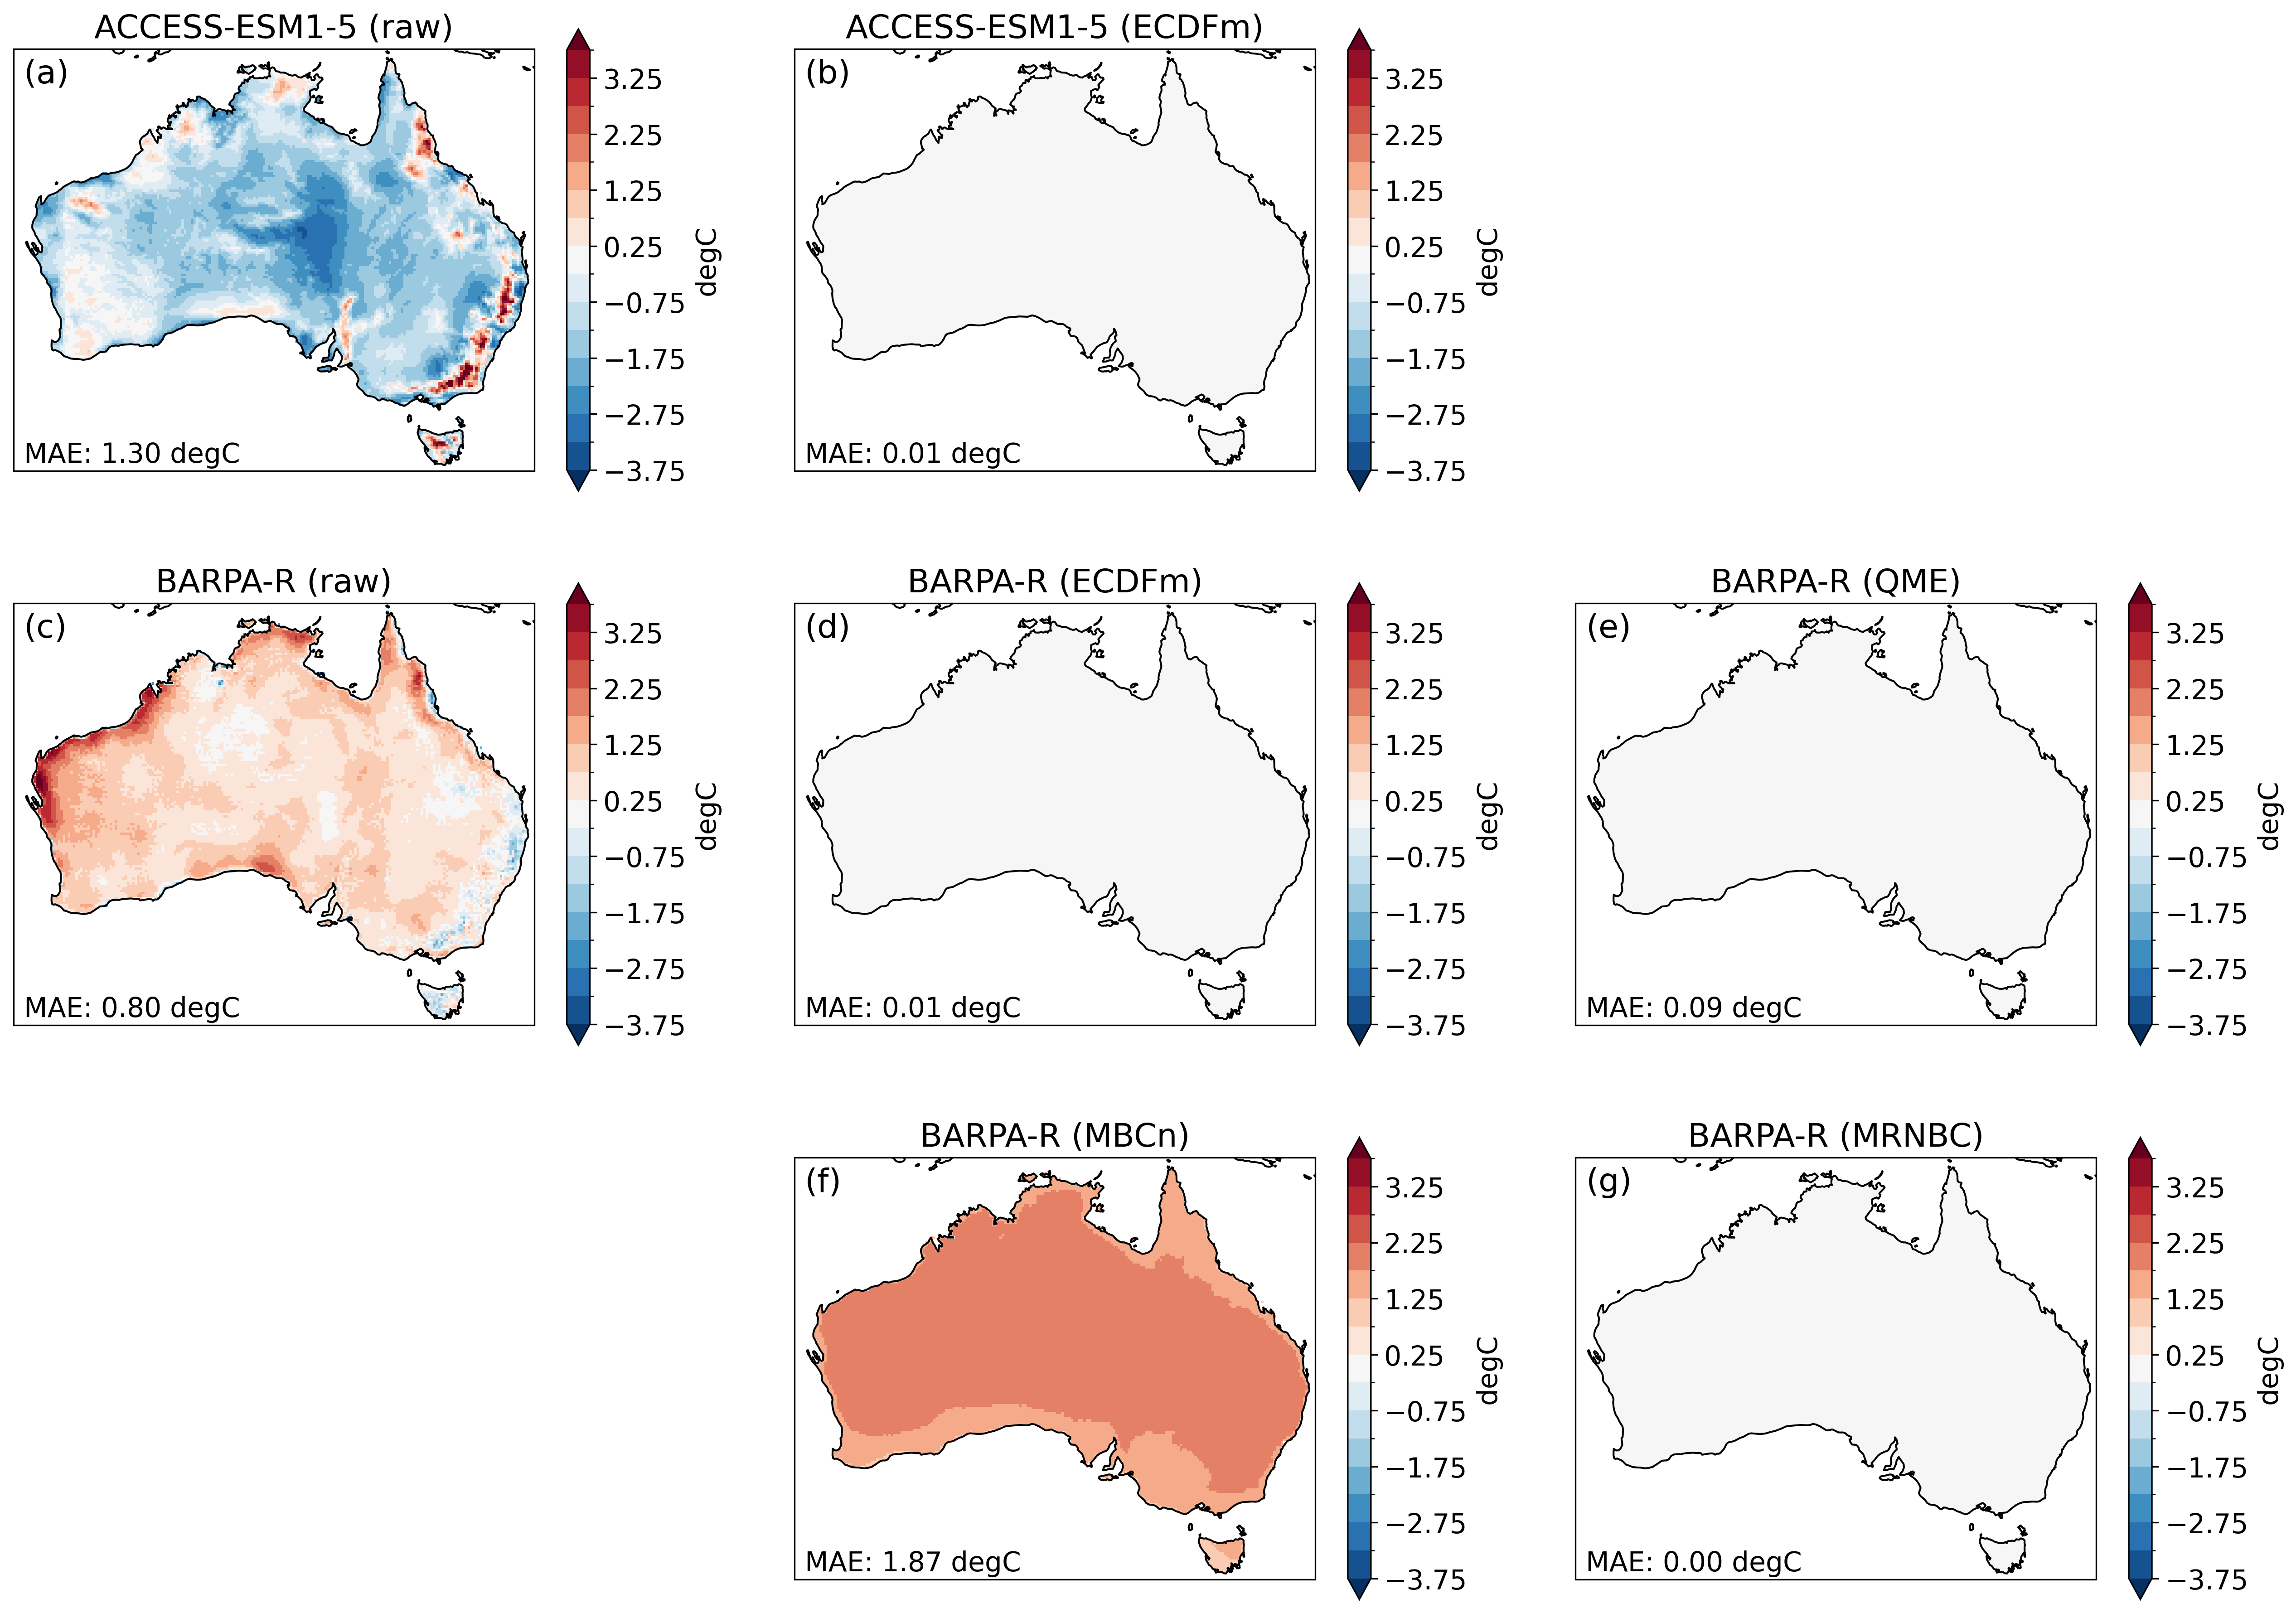 ACCESS-ESM1-5 (raw)
(a)
MAE: 1.30 degC
3.25
2.25
1.25
0.25
−0.75
−1.75
−2.75
−3.75
degC
ACCESS-ESM1-5 (ECDFm)
(b)
MAE: 0.01 degC
3.25
2.25
1.25
0.25
−0.75
−1.75
−2.75
−3.75
degC
BARPA-R (raw)
(c)
MAE: 0.80 degC
3.25
2.25
1.25
0.25
−0.75
−1.75
−2.75
−3.75
degC
BARPA-R (ECDFm)
(d)
MAE: 0.01 degC
3.25
2.25
1.25
0.25
−0.75
−1.75
−2.75
−3.75
degC
BARPA-R (QME)
(e)
MAE: 0.09 degC
3.25
2.25
1.25
0.25
−0.75
−1.75
−2.75
−3.75
degC
BARPA-R (MBCn)
(f)
MAE: 1.87 degC
3.25
2.25
1.25
0.25
−0.75
−1.75
−2.75
−3.75
degC
BARPA-R (MRNBC)
(g)
MAE: 0.00 degC
3.25
2.25
1.25
0.25
−0.75
−1.75
−2.75
−3.75
degC